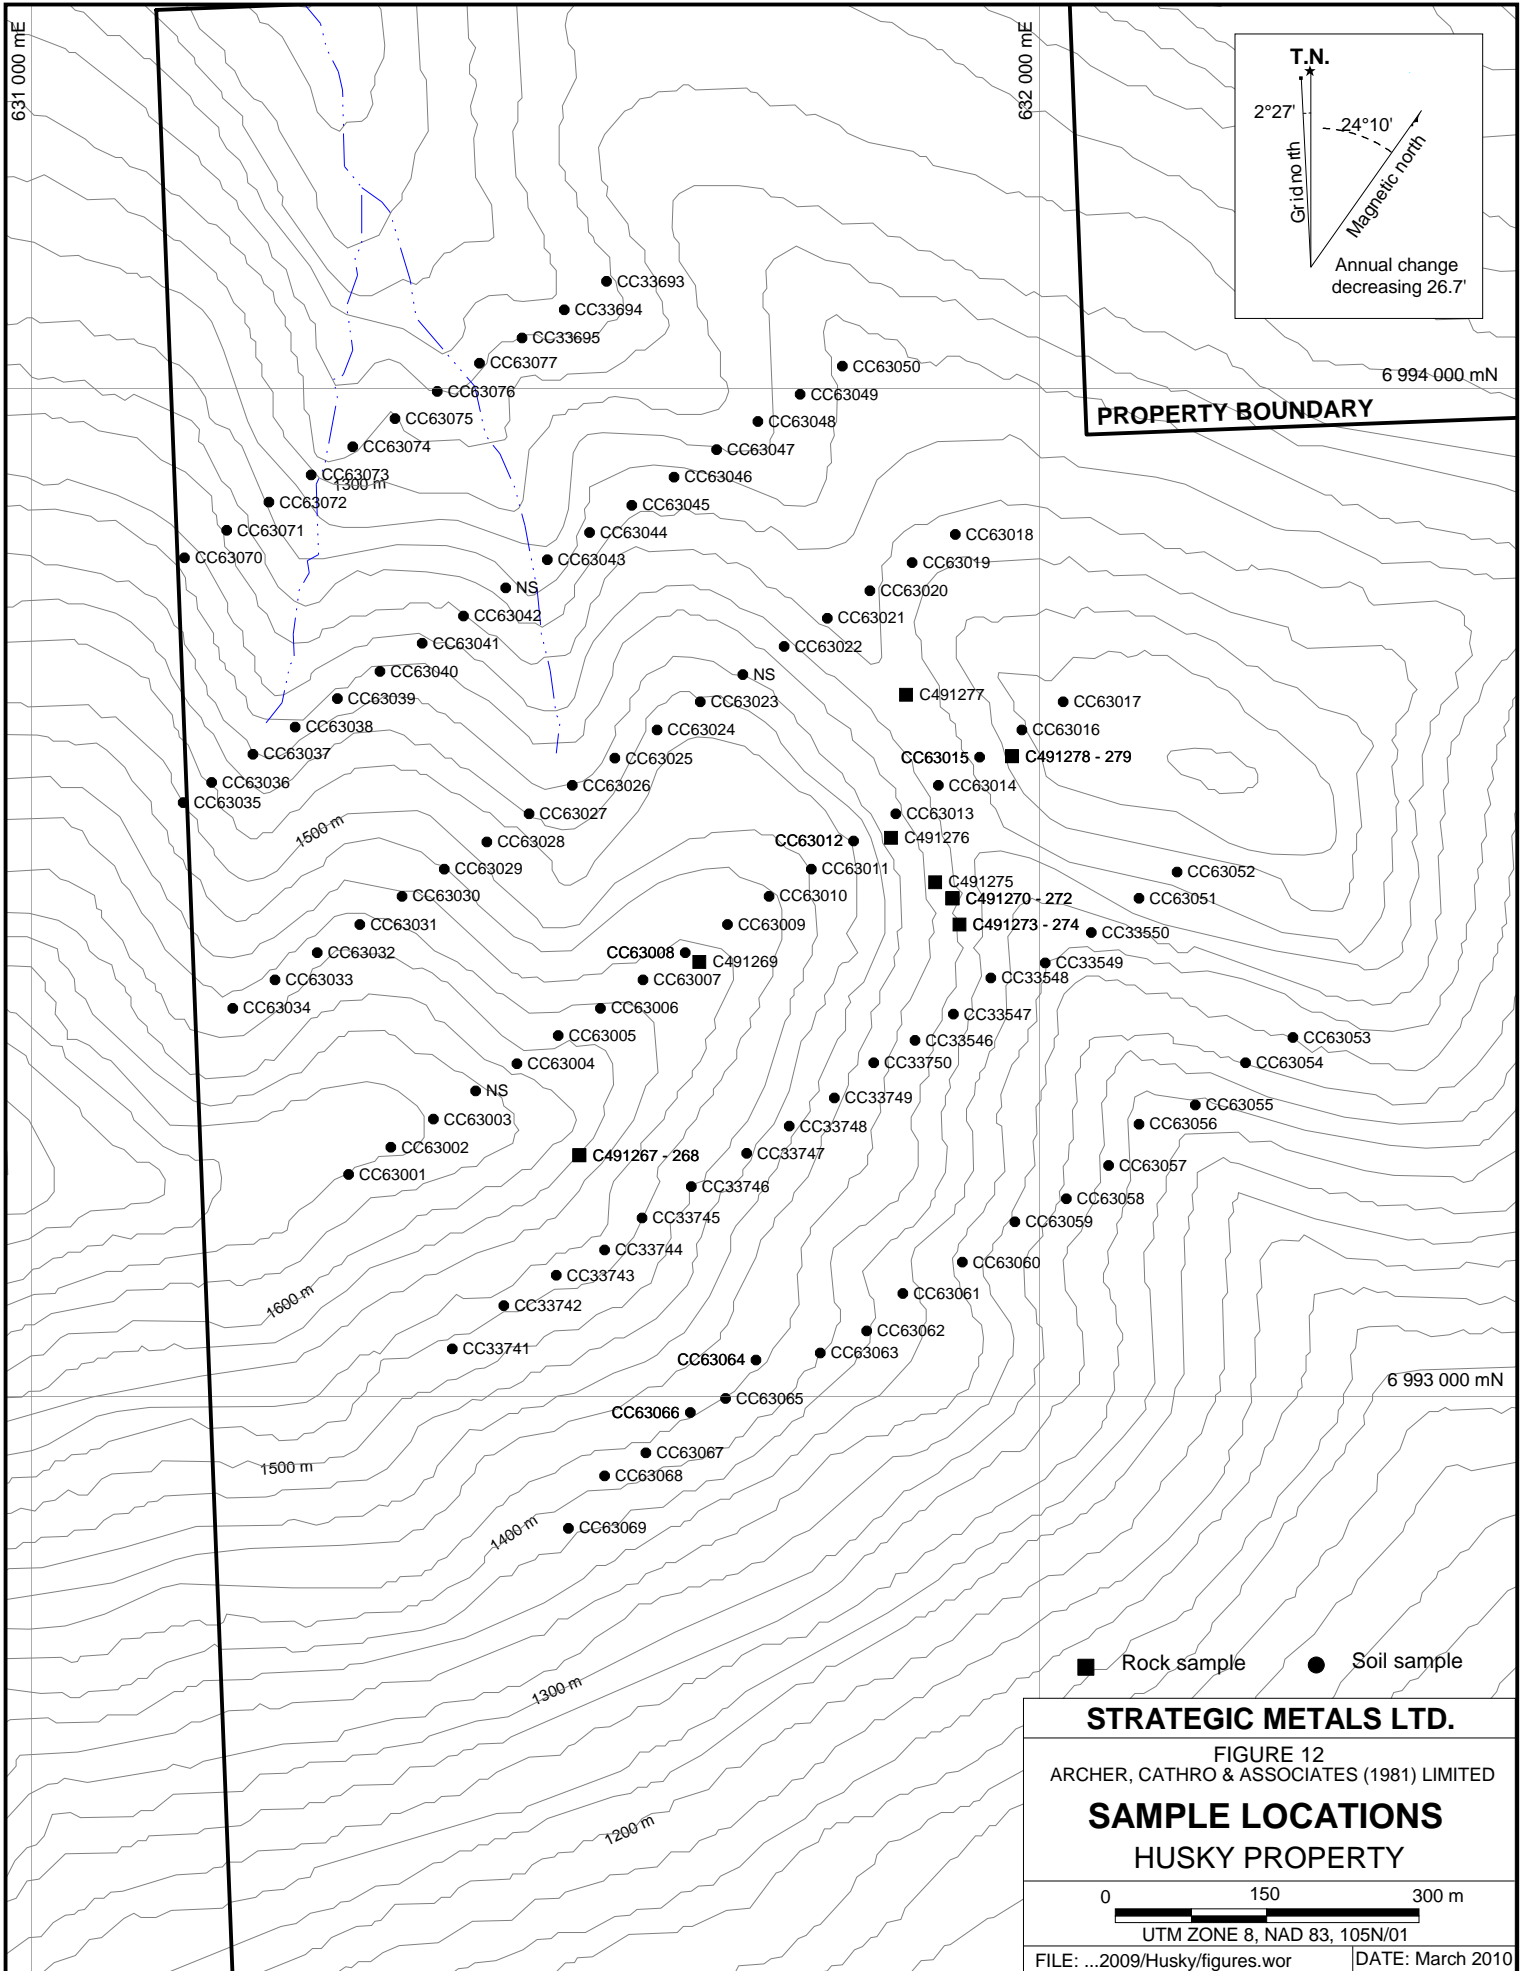 631 000 mE
632 000 mE
T.N.
2°27'
24°10'
Grid north
Magnetic north
Annual change
decreasing 26.7'
CC33693
CC33694
CC33695
CC63077
CC63076
CC63075
CC63074
CC63073
1300 m
CC63072
CC63071
CC63070
CC63050
CC63049
CC63048
CC63047
CC63046
CC63045
CC63044
CC63043
NS
CC63042
CC63041
CC63040
CC63039
CC63038
CC63037
CC63036
CC63035
6 994 000 mN
PROPERTY BOUNDARY
CC63018
CC63019
CC63020
CC63021
CC63022
NS
CC63023
CC63024
CC63025
CC63026
CC63027
CC63028
CC63029
CC63030
CC63031
CC63032
CC63033
CC63034
1500 m
C491277
CC63017
CC63016
CC63015
C491278 - 279
CC63014
CC63013
C491276
CC63012
CC63011
CC63010
CC63009
CC63008
C491269
CC63007
CC63006
CC63005
CC63004
NS
CC63003
CC63002
CC63001
C491275
C491270 - 272
C491273 - 274
CC63052
CC63051
CC33550
CC33549
CC33548
CC33547
CC33546
CC33750
CC33749
CC33748
CC33747
CC33746
CC33745
CC33744
CC33743
CC33742
CC33741
C491267 - 268
CC63053
CC63054
CC63055
CC63056
CC63057
CC63058
CC63059
CC63060
CC63061
CC63062
CC63063
CC63064
CC63065
CC63066
CC63067
CC63068
CC63069
1600 m
6 993 000 mN
1500 m
1400 m
1300 m
1200 m
Rock sample
Soil sample
STRATEGIC METALS LTD.
FIGURE 12
ARCHER, CATHRO & ASSOCIATES (1981) LIMITED
SAMPLE LOCATIONS
HUSKY PROPERTY
0 150 300 m
UTM ZONE 8, NAD 83, 105N/01
FILE: ...2009/Husky/figures.wor
DATE: March 2010